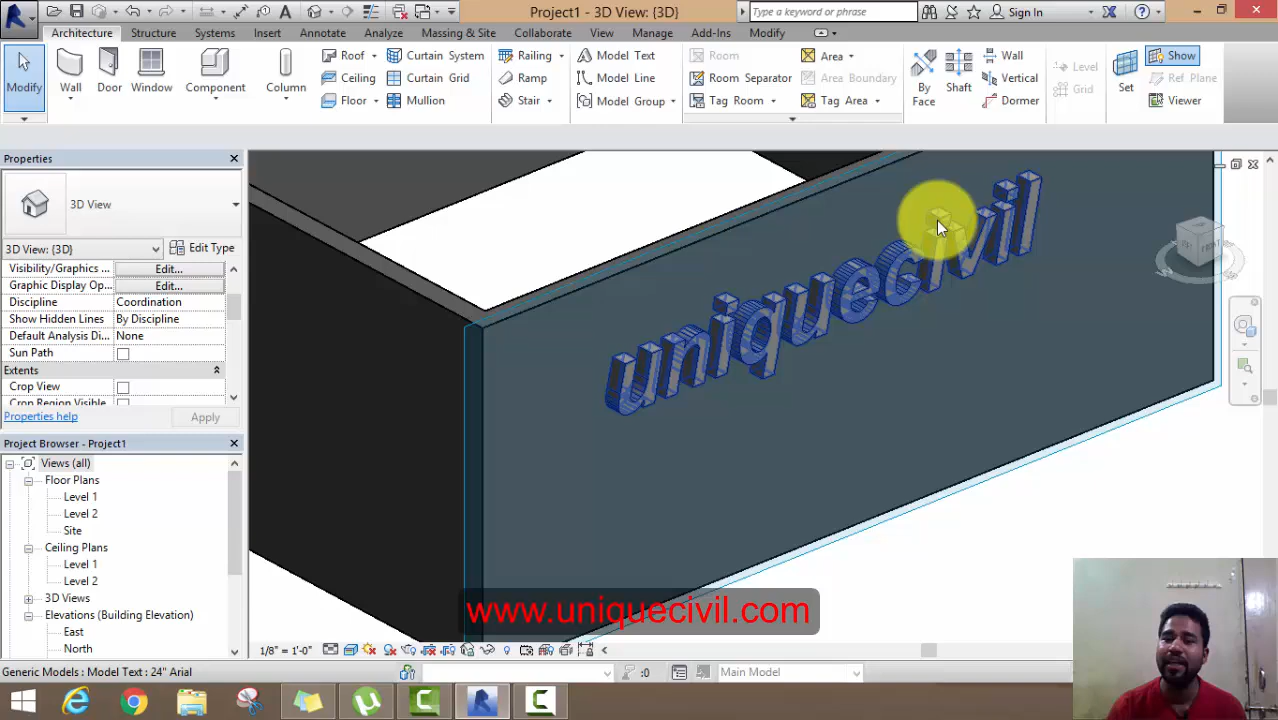 Project1 - 3D View: {3D}
Type a keyword or phrase
Sign In
Architecture Structure Systems Insert Annotate Analyze Massing & Site Collaborate View Manage Add-Ins Modify
Modify
Wall
Door
Window
Component
Column
Roof
Ceiling
Floor
Curtain System
Curtain Grid
Mullion
Railing
Ramp
Stair
Model Text
Model Line
Model Group
Room
Room Separator
Tag Room
Area
Area Boundary
Tag Area
By Face
Shaft
Wall
Vertical
Dormer
Level
Grid
Set
Show
Ref Plane
Viewer
Properties
3D View
3D View: {3D}
Edit Type
Visibility/Graphics ... Edit...
Graphic Display Op... Edit...
Discipline Coordination
Show Hidden Lines By Discipline
Default Analysis Di... None
Sun Path
Extents
Crop View
Crop Region Visible
Properties help
Apply
Project Browser - Project1
Views (all)
Floor Plans
Level 1
Level 2
Site
Ceiling Plans
Level 1
Level 2
3D Views
Elevations (Building Elevation)
East
North
uniquecivil
FRONT
www.uniquecivil.com
1/8" = 1'-0"
Generic Models : Model Text : 24" Arial
:0
Main Model